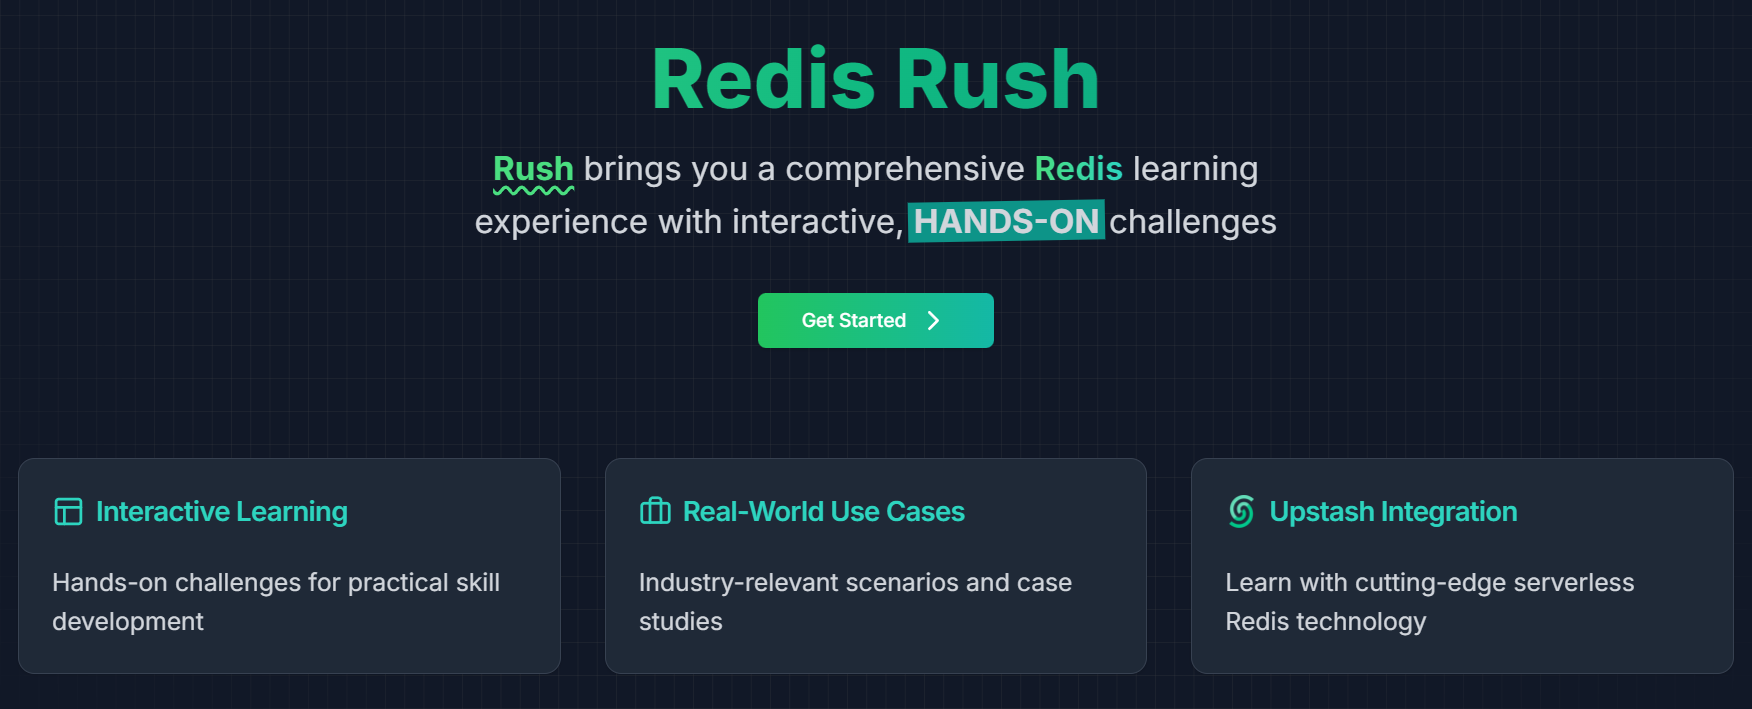 Redis Rush
Rush brings you a comprehensive Redis learning
experience with interactive, HANDS-ON challenges
Get Started
Interactive Learning
Hands-on challenges for practical skill
development
Real-World Use Cases
Industry-relevant scenarios and case
studies
Upstash Integration
Learn with cutting-edge serverless
Redis technology